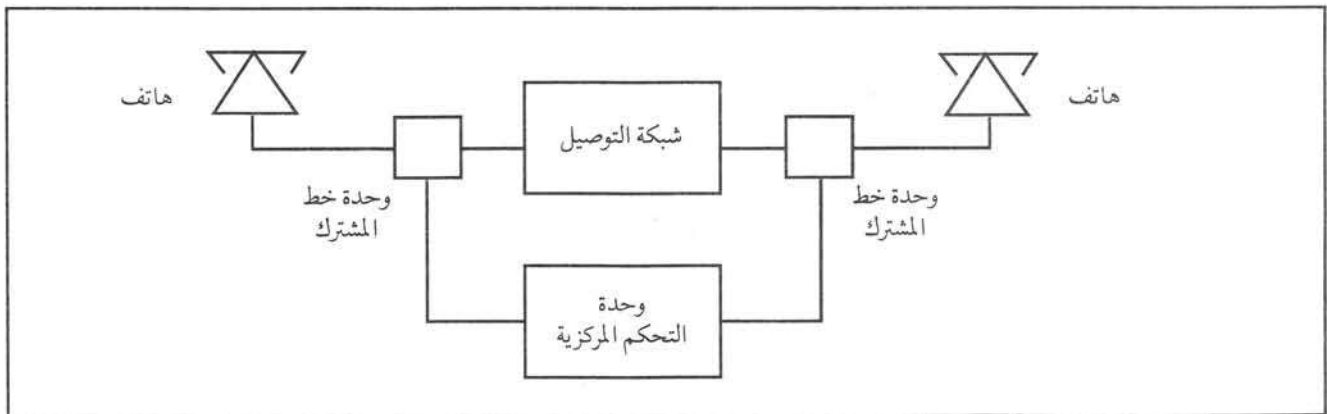 هاتف
هاتف
شبكة التوصيل
وحدة خط
المشترك
وحدة خط
المشترك
وحدة
التحكم المركزية